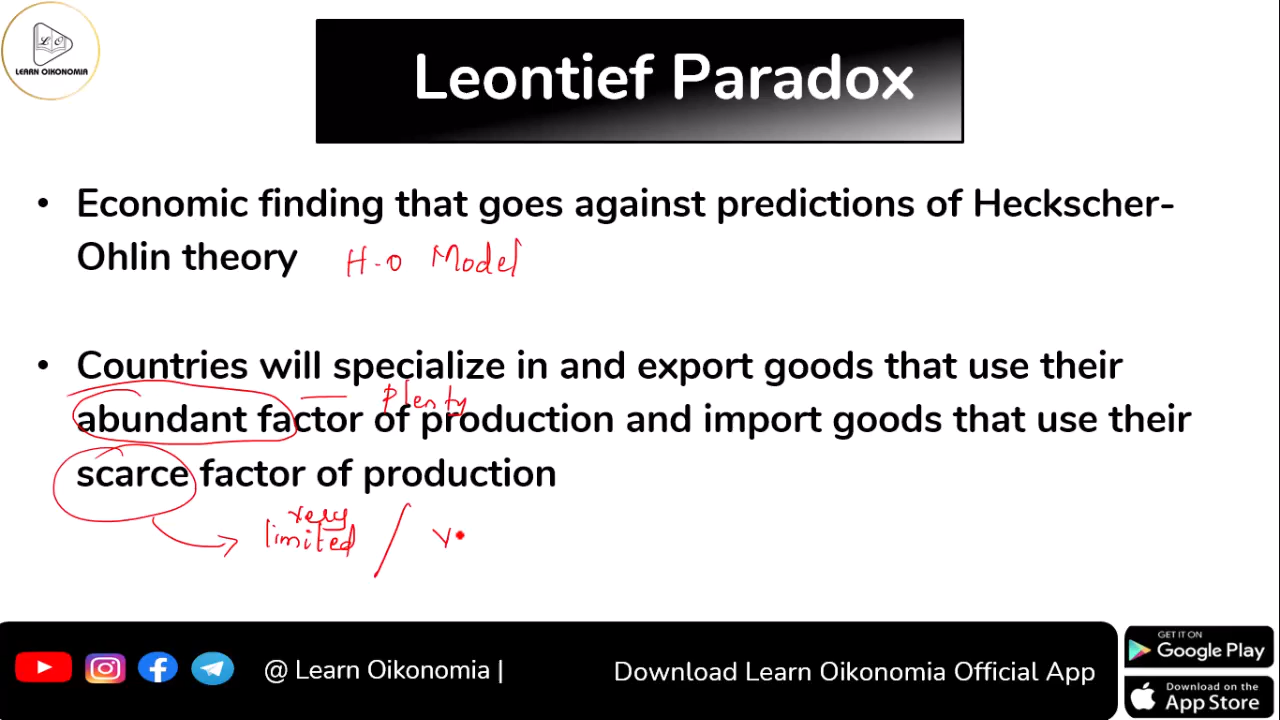 LO
LEARN OIKONOMIA
Leontief Paradox
• Economic finding that goes against predictions of Heckscher-
Ohlin theory H-O Model
• Countries will specialize in and export goods that use their
Plenty
abundant factor of production and import goods that use their
scarce factor of production
very
limited /
@ Learn Oikonomia |
Download Learn Oikonomia Official App
GET IT ON
Google Play
Download on the
App Store